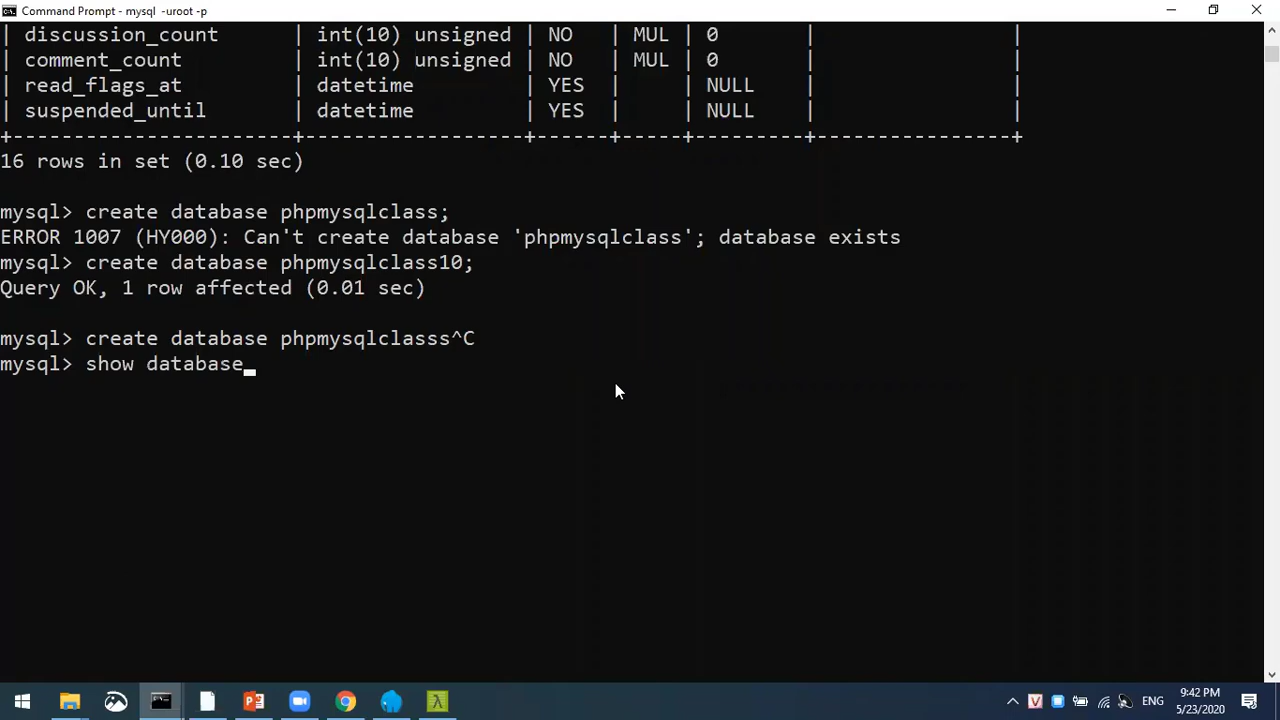 Command Prompt - mysql -uroot -p
| discussion_count | int(10) unsigned | NO | MUL | 0 | |
| comment_count | int(10) unsigned | NO | MUL | 0 | |
| read_flags_at | datetime | YES | | NULL | |
| suspended_until | datetime | YES | | NULL | |
+----------------------+------------------+------+-----+---------+----------------+
16 rows in set (0.10 sec)
mysql> create database phpmysqlclass;
ERROR 1007 (HY000): Can't create database 'phpmysqlclass'; database exists
mysql> create database phpmysqlclass10;
Query OK, 1 row affected (0.01 sec)
mysql> create database phpmysqlclasss^C
mysql> show database_
ENG
9:42 PM
5/23/2020